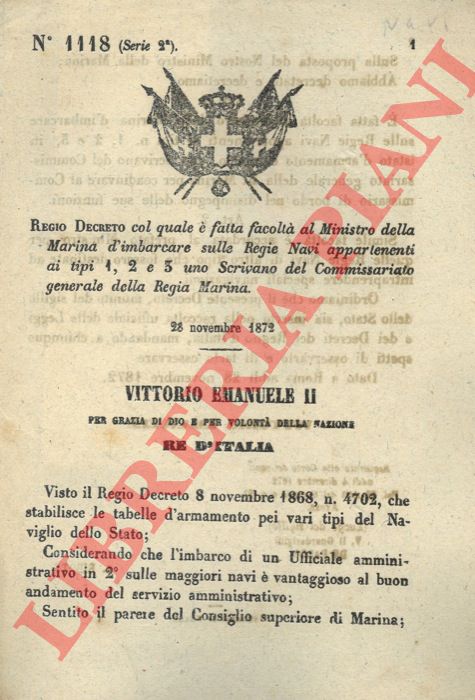 N° 1118 (Serie 2ª).
1
REGIO DECRETO col quale è fatta facoltà al Ministro della
Marina d'imbarcare sulle Regie Navi appartenenti
ai tipi 1, 2 e 3 uno Scrivano del Commissariato
generale della Regia Marina.
28 novembre 1872
VITTORIO EMANUELE II
PER GRAZIA DI DIO E PER VOLONTÀ DELLA NAZIONE
RE D'ITALIA
Visto il Regio Decreto 8 novembre 1868, n. 4702, che
stabilisce le tabelle d'armamento pei vari tipi del Na-
viglio dello Stato;
Considerando che l'imbarco di un Ufficiale ammini-
strativo in 2° sulle maggiori navi è vantaggioso al buon
andamento del servizio amministrativo;
Sentito il parere del Consiglio superiore di Marina;
LIBRERIA PIANI